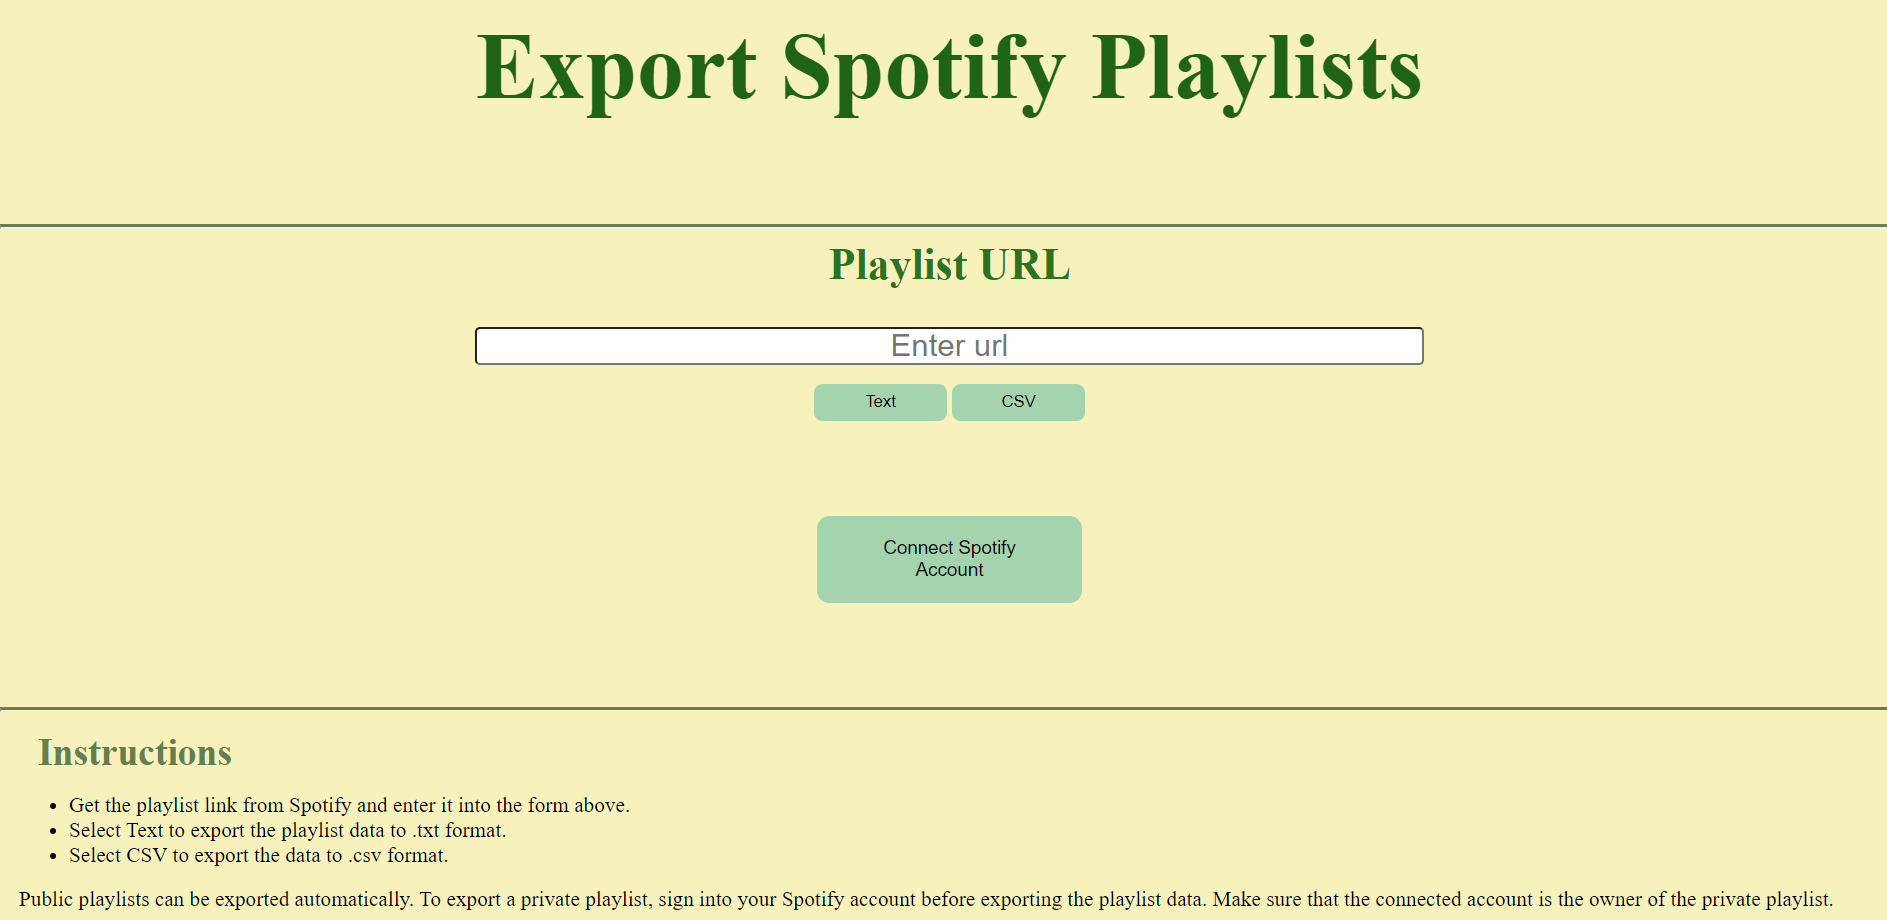 Export Spotify Playlists
Playlist URL
Enter url
Text CSV
Connect Spotify
Account
Instructions
• Get the playlist link from Spotify and enter it into the form above.
• Select Text to export the playlist data to .txt format.
• Select CSV to export the data to .csv format.
Public playlists can be exported automatically. To export a private playlist, sign into your Spotify account before exporting the playlist data. Make sure that the connected account is the owner of the private playlist.